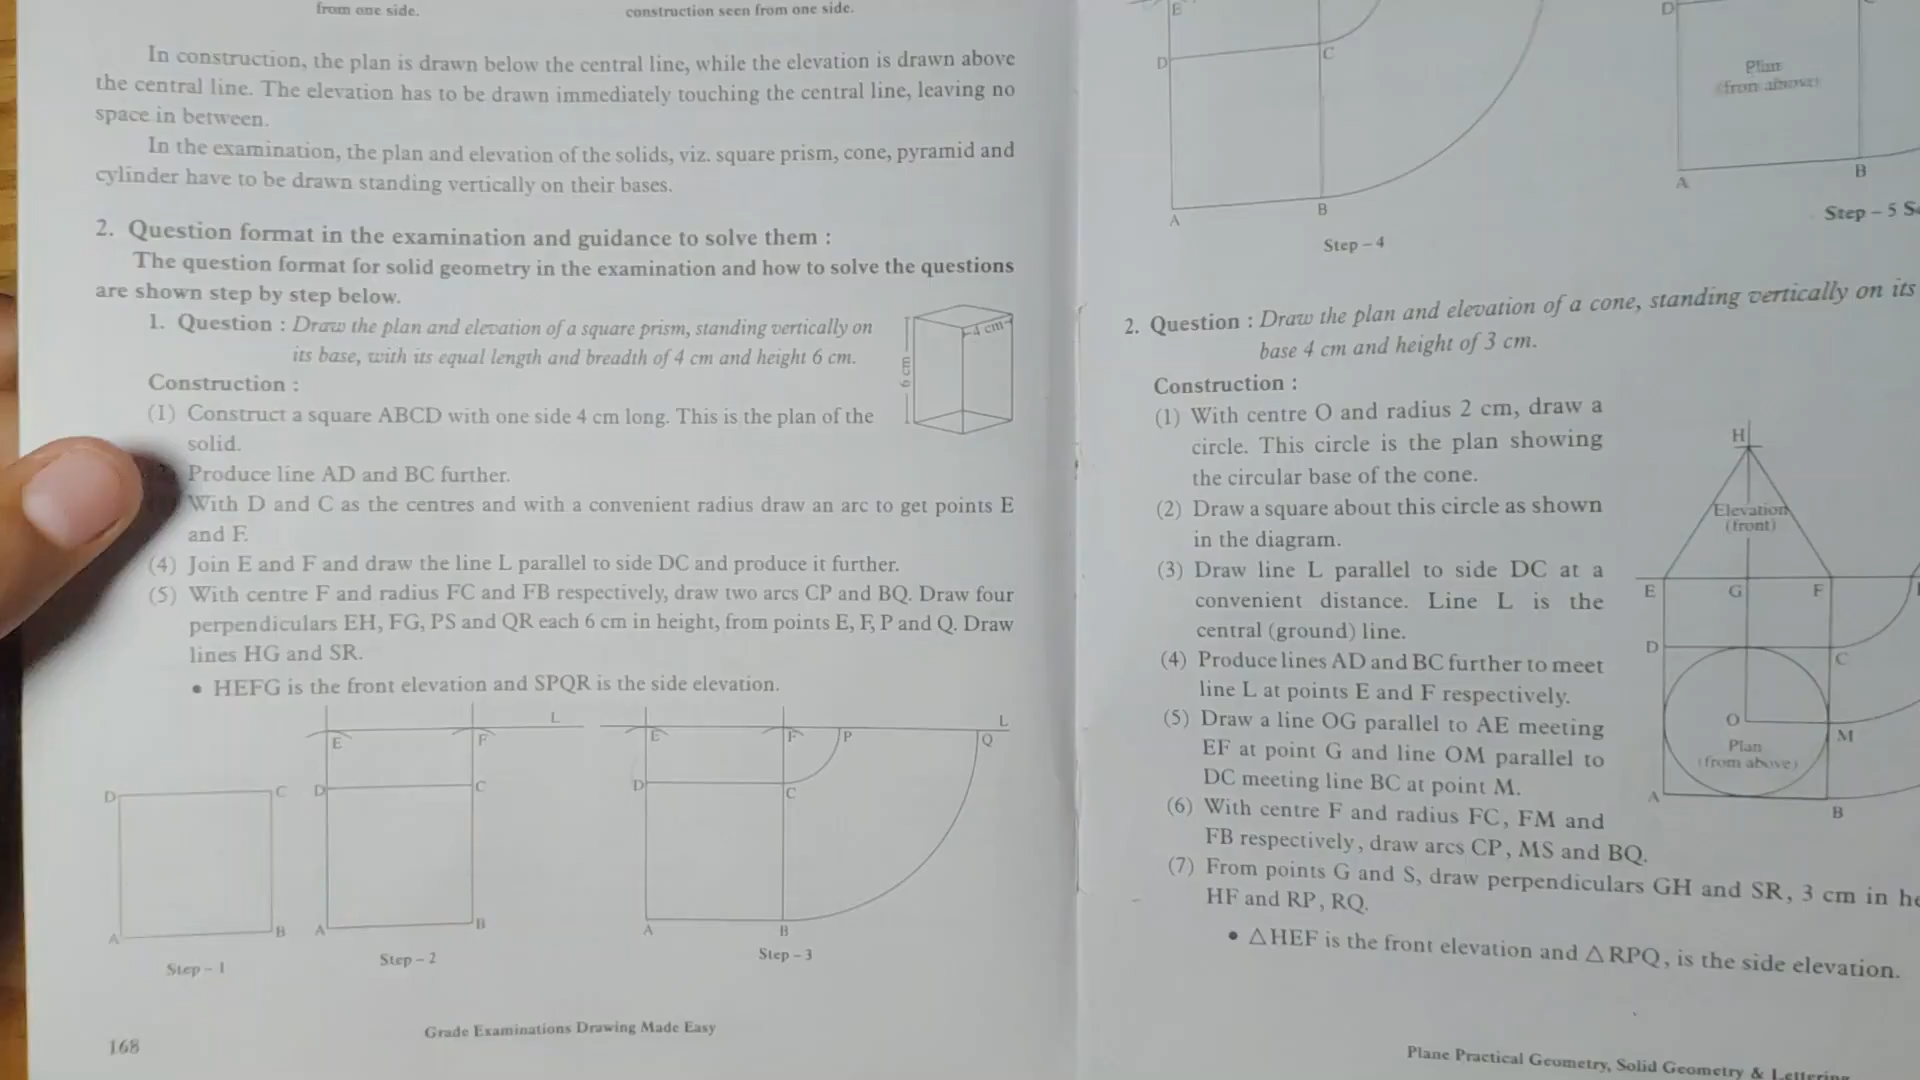 from one side.
construction seen from one side.
In construction, the plan is drawn below the central line, while the elevation is drawn above
the central line. The elevation has to be drawn immediately touching the central line, leaving no
space in between.
In the examination, the plan and elevation of the solids, viz. square prism, cone, pyramid and
cylinder have to be drawn standing vertically on their bases.
2. Question format in the examination and guidance to solve them :
The question format for solid geometry in the examination and how to solve the questions
are shown step by step below.
1. Question : Draw the plan and elevation of a square prism, standing vertically on
its base, with its equal length and breadth of 4 cm and height 6 cm.
4 cm
6 cm
Construction :
(1) Construct a square ABCD with one side 4 cm long. This is the plan of the
solid.
Produce line AD and BC further.
With D and C as the centres and with a convenient radius draw an arc to get points E
and F.
(4) Join E and F and draw the line L parallel to side DC and produce it further.
(5) With centre F and radius FC and FB respectively, draw two arcs CP and BQ. Draw four
perpendiculars EH, FG, PS and QR each 6 cm in height, from points E, F, P and Q. Draw
lines HG and SR.
• HEFG is the front elevation and SPQR is the side elevation.
D C
A B
Step – 1
L
E F
D C
A B
Step – 2
L
E F P Q
D C
A B
Step – 3
168
Grade Examinations Drawing Made Easy
E
D C
A B
Step – 4
D
Plan
(from above)
A B
Step – 5
2. Question : Draw the plan and elevation of a cone, standing vertically on its
base 4 cm and height of 3 cm.
Construction :
(1) With centre O and radius 2 cm, draw a
circle. This circle is the plan showing
the circular base of the cone.
(2) Draw a square about this circle as shown
in the diagram.
(3) Draw line L parallel to side DC at a
convenient distance. Line L is the
central (ground) line.
(4) Produce lines AD and BC further to meet
line L at points E and F respectively.
(5) Draw a line OG parallel to AE meeting
EF at point G and line OM parallel to
DC meeting line BC at point M.
(6) With centre F and radius FC, FM and
FB respectively, draw arcs CP, MS and BQ.
(7) From points G and S, draw perpendiculars GH and SR, 3 cm in
HF and RP, RQ.
• △HEF is the front elevation and △RPQ, is the side elevation.
H
Elevation
(front)
E G F
D C
O M
Plan
(from above)
A B
Plane Practical Geometry, Solid Geometry & Lettering